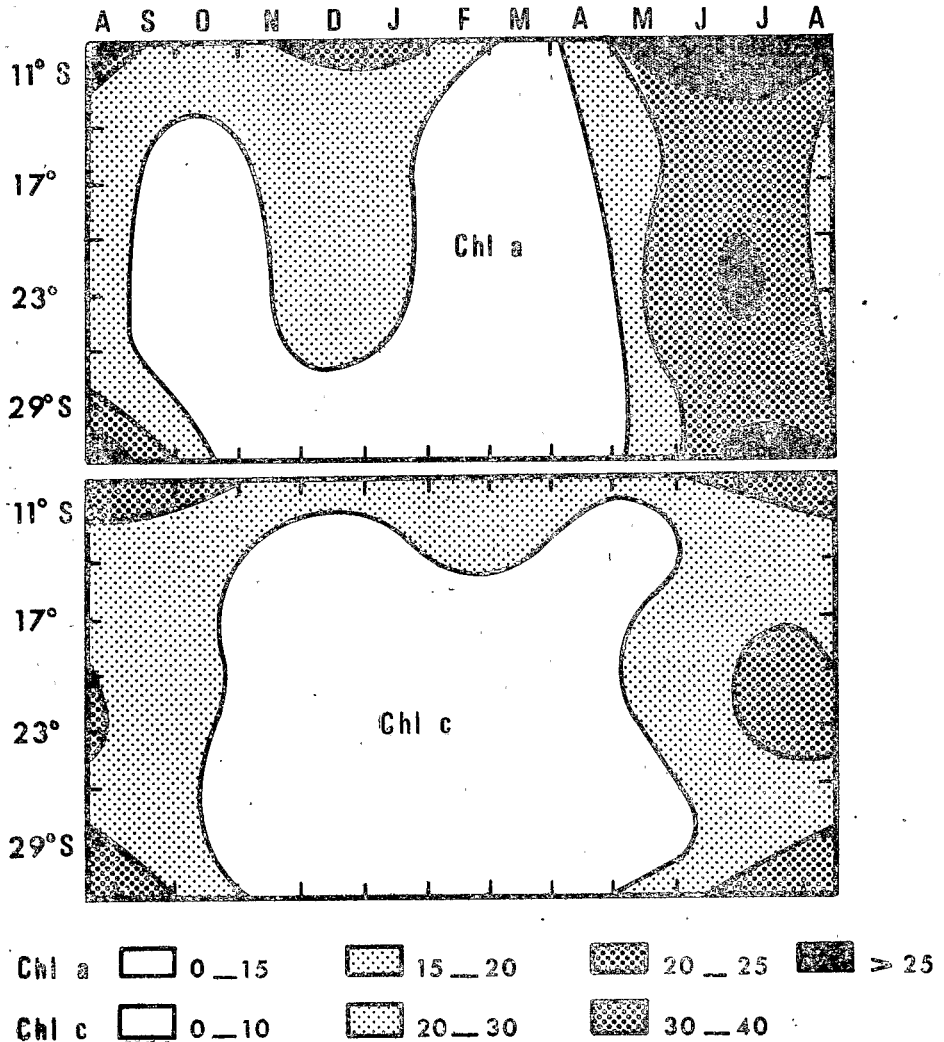 A S O N D J F M A M J J A
11° S
17°
Chl a
23°
29° S
11° S
17°
Chl c
23°
29° S
Chl a 0—15 15—20 20—25 > 25
Chl c 0—10 20—30 30—40